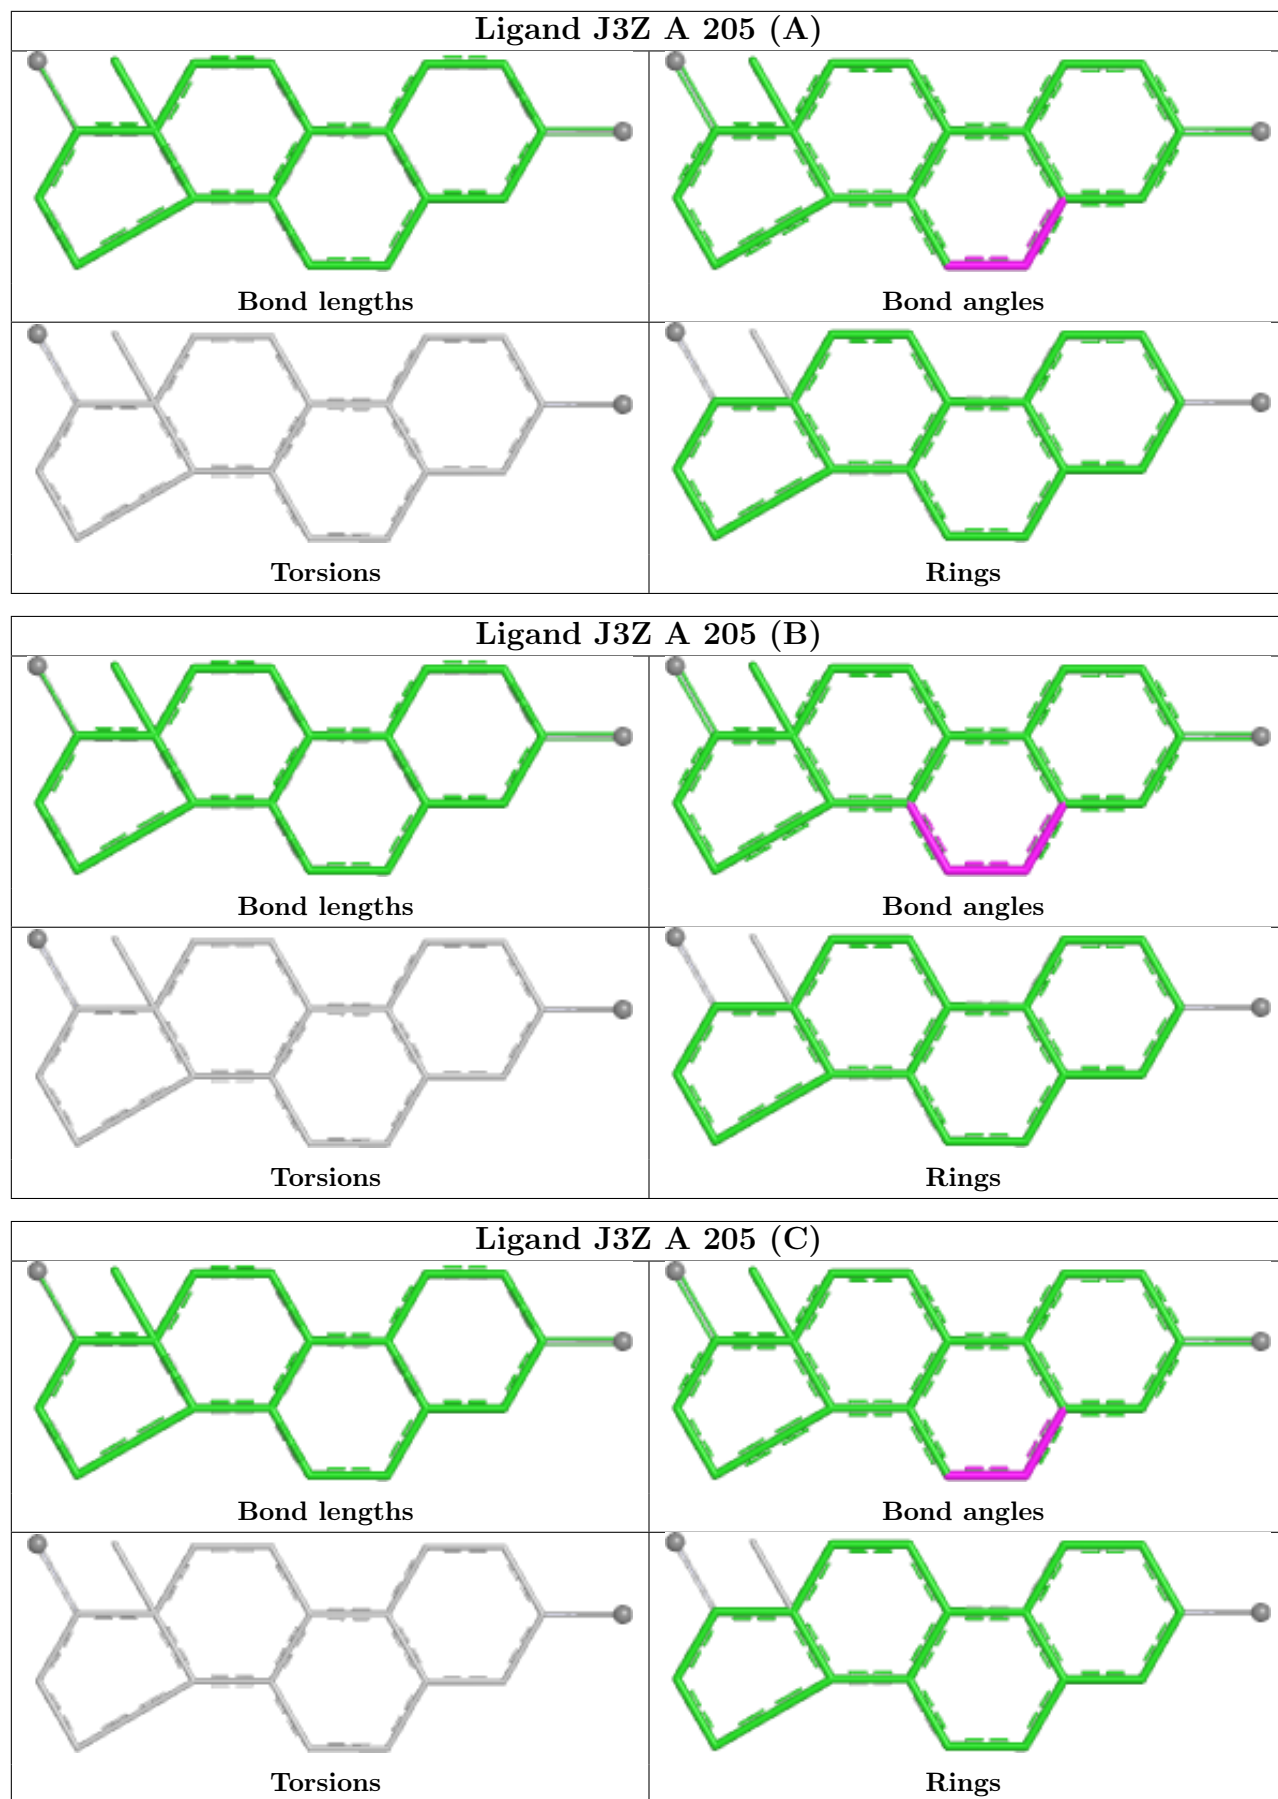 Ligand J3Z A 205 (A)
Bond lengths
Bond angles
Torsions
Rings
Ligand J3Z A 205 (B)
Bond lengths
Bond angles
Torsions
Rings
Ligand J3Z A 205 (C)
Bond lengths
Bond angles
Torsions
Rings